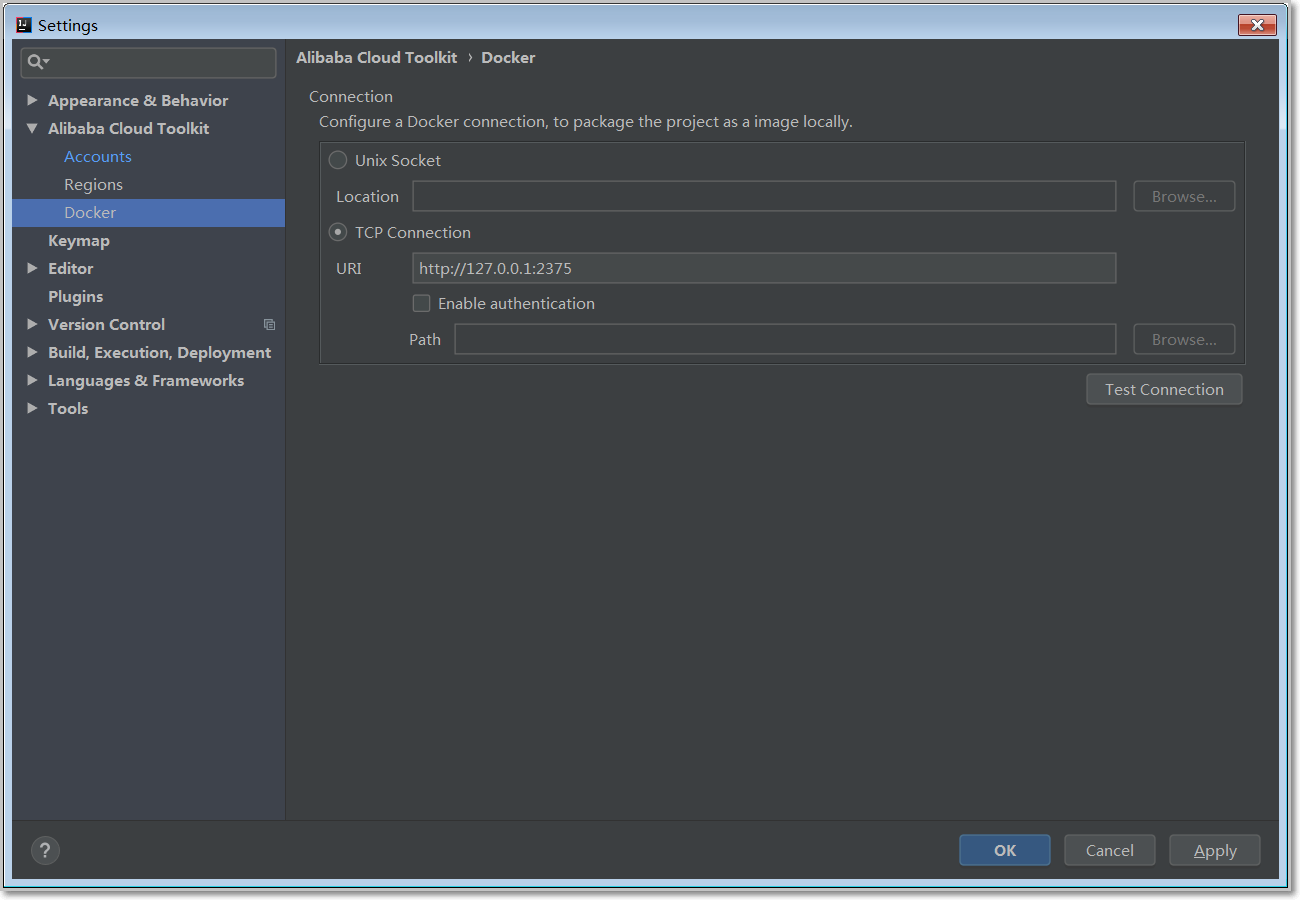 Settings
Alibaba Cloud Toolkit › Docker
Appearance & Behavior
Alibaba Cloud Toolkit
Accounts
Regions
Docker
Keymap
Editor
Plugins
Version Control
Build, Execution, Deployment
Languages & Frameworks
Tools
Connection
Configure a Docker connection, to package the project as a image locally.
Unix Socket
Location
Browse...
TCP Connection
URI
http://127.0.0.1:2375
Enable authentication
Path
Browse...
Test Connection
?
OK
Cancel
Apply